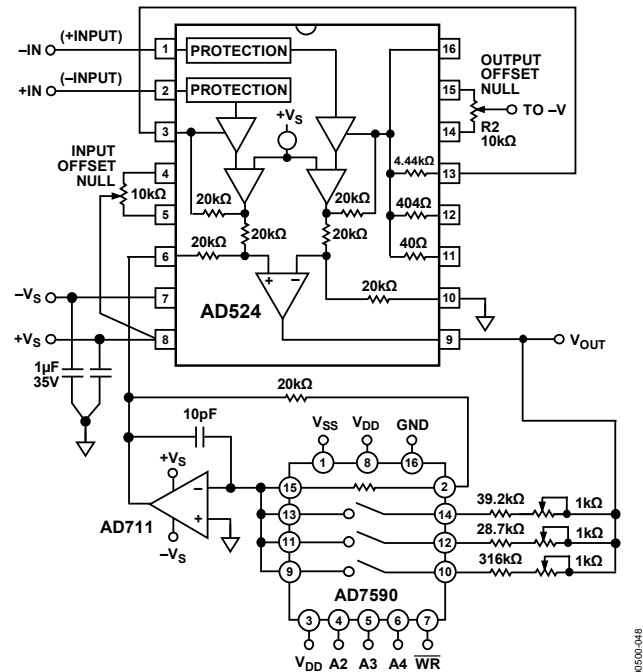 –IN (+INPUT)
+IN (–INPUT)
1 PROTECTION
2 PROTECTION
16
15
14
OUTPUT
OFFSET
NULL
TO –V
R2
10kΩ
+VS
3
INPUT
OFFSET
NULL
4
10kΩ
5
4.44kΩ 13
404Ω 12
40Ω 11
20kΩ
20kΩ
20kΩ
20kΩ
6 20kΩ
20kΩ 10
+ –
–VS 7
AD524
+VS 8
9 VOUT
1µF
35V
20kΩ
10pF
VSS VDD GND
1 8 16
+VS
–
+
AD711
–VS
15 2
13 14 39.2kΩ 1kΩ
11 12 28.7kΩ 1kΩ
9 10 316kΩ 1kΩ
AD7590
3 4 5 6 7
VDD A2 A3 A4 WR
00500-048